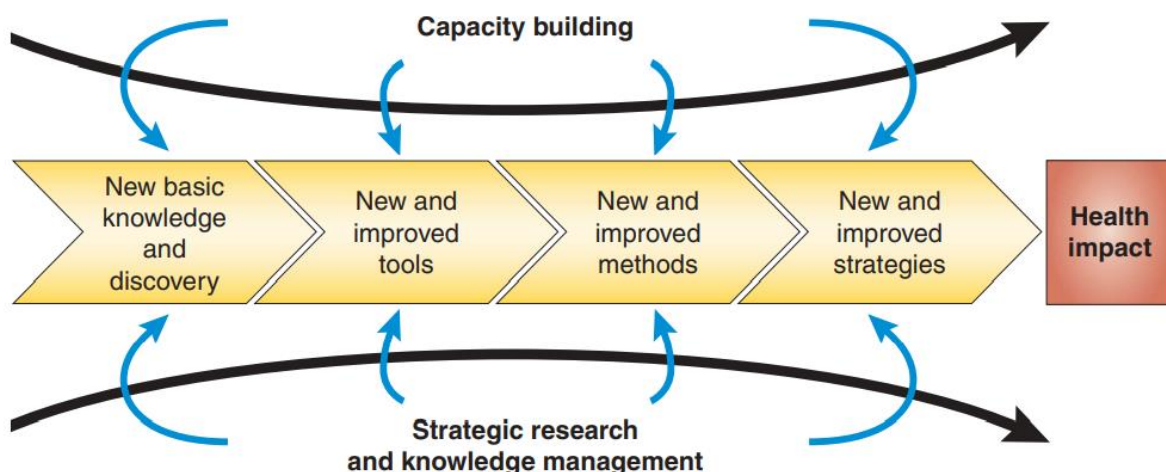 Capacity building
New basic
knowledge
and
discovery
New and
improved
tools
New and
improved
methods
New and
improved
strategies
Health
impact
Strategic research
and knowledge management